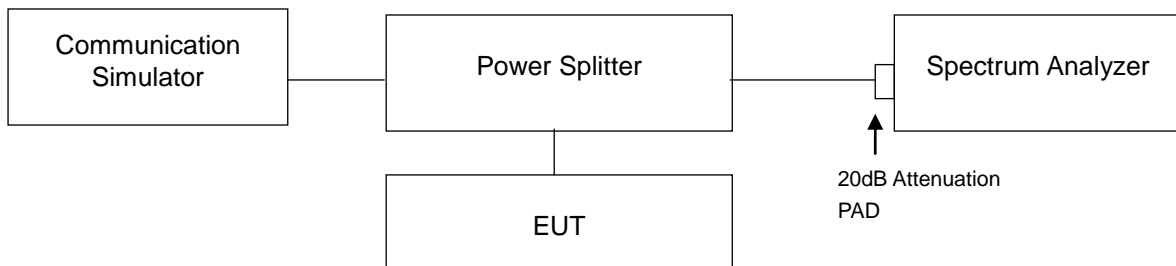 Communication
Simulator
Power Splitter
Spectrum Analyzer
20dB Attenuation
PAD
EUT